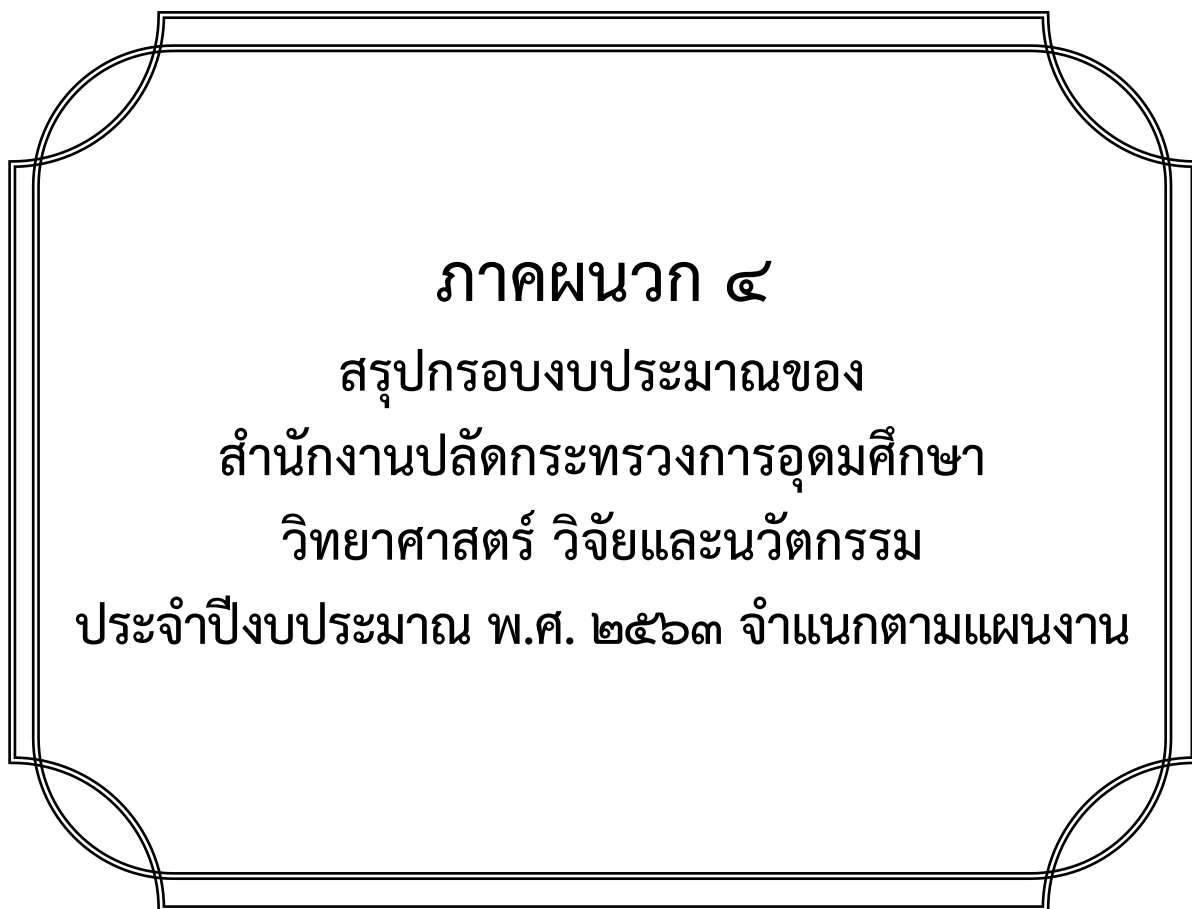 ภาคผนวก ๔
สรุปกรอบงบประมาณของ
สำนักงานปลัดกระทรวงการอุดมศึกษา
วิทยาศาสตร์ วิจัยและนวัตกรรม
ประจำปีงบประมาณ พ.ศ. ๒๕๖๓ จำแนกตามแผนงาน